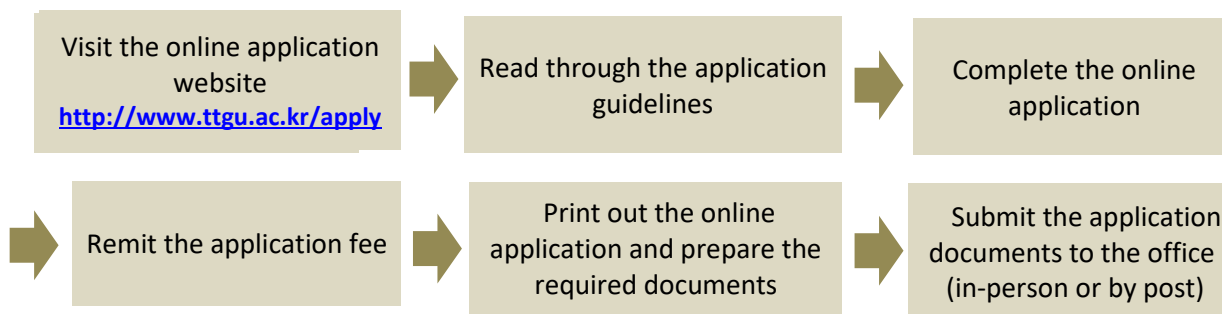 Visit the online application
website
http://www.ttgu.ac.kr/apply
Read through the application
guidelines
Complete the online
application
Remit the application fee
Print out the online
application and prepare the
required documents
Submit the application
documents to the office
(in-person or by post)